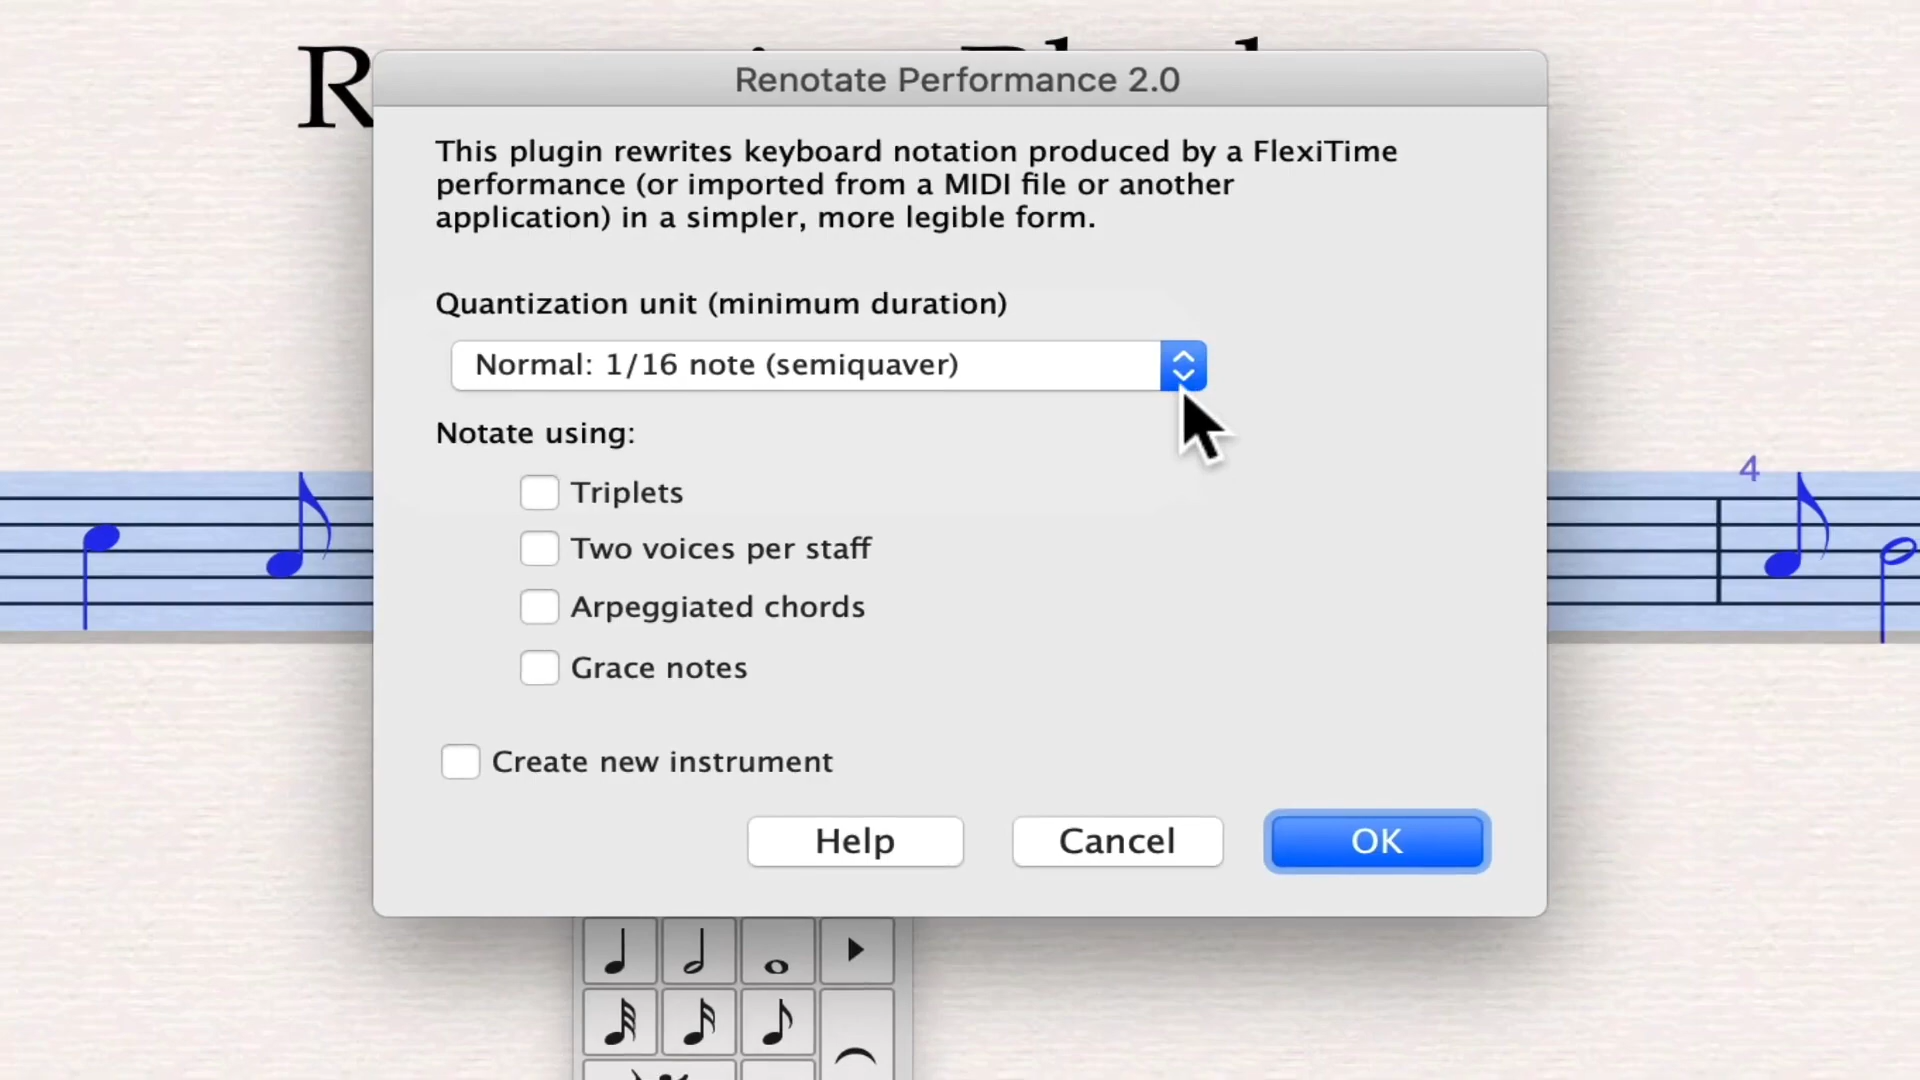 Renotate Performance 2.0
This plugin rewrites keyboard notation produced by a FlexiTime
performance (or imported from a MIDI file or another
application) in a simpler, more legible form.
Quantization unit (minimum duration)
Normal: 1/16 note (semiquaver)
Notate using:
4
Triplets
Two voices per staff
Arpeggiated chords
Grace notes
Create new instrument
Help
Cancel
OK